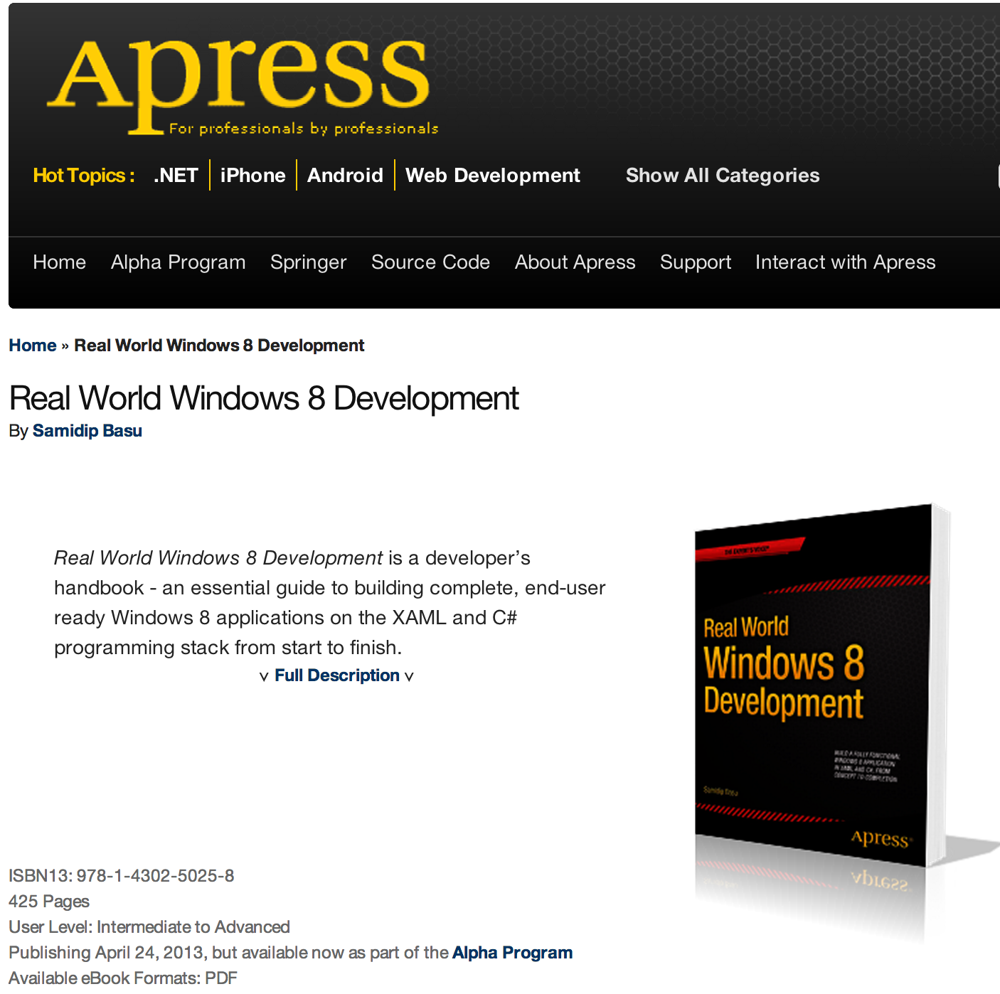 Apress
For professionals by professionals
Hot Topics : .NET iPhone Android Web Development Show All Categories
Home Alpha Program Springer Source Code About Apress Support Interact with Apress
Home » Real World Windows 8 Development
Real World Windows 8 Development
By Samidip Basu
Real World Windows 8 Development is a developer’s
handbook - an essential guide to building complete, end-user
ready Windows 8 applications on the XAML and C#
programming stack from start to finish.
v Full Description v
THE EXPERT'S VOICE®
Real World
Windows 8
Development
BUILD A FULLY FUNCTIONAL
WINDOWS 8 APPLICATION
IN XAML AND C#, FROM
CONCEPT TO COMPLETION
Samidip Basu
Apress®
ISBN13: 978-1-4302-5025-8
425 Pages
User Level: Intermediate to Advanced
Publishing April 24, 2013, but available now as part of the Alpha Program
Available eBook Formats: PDF